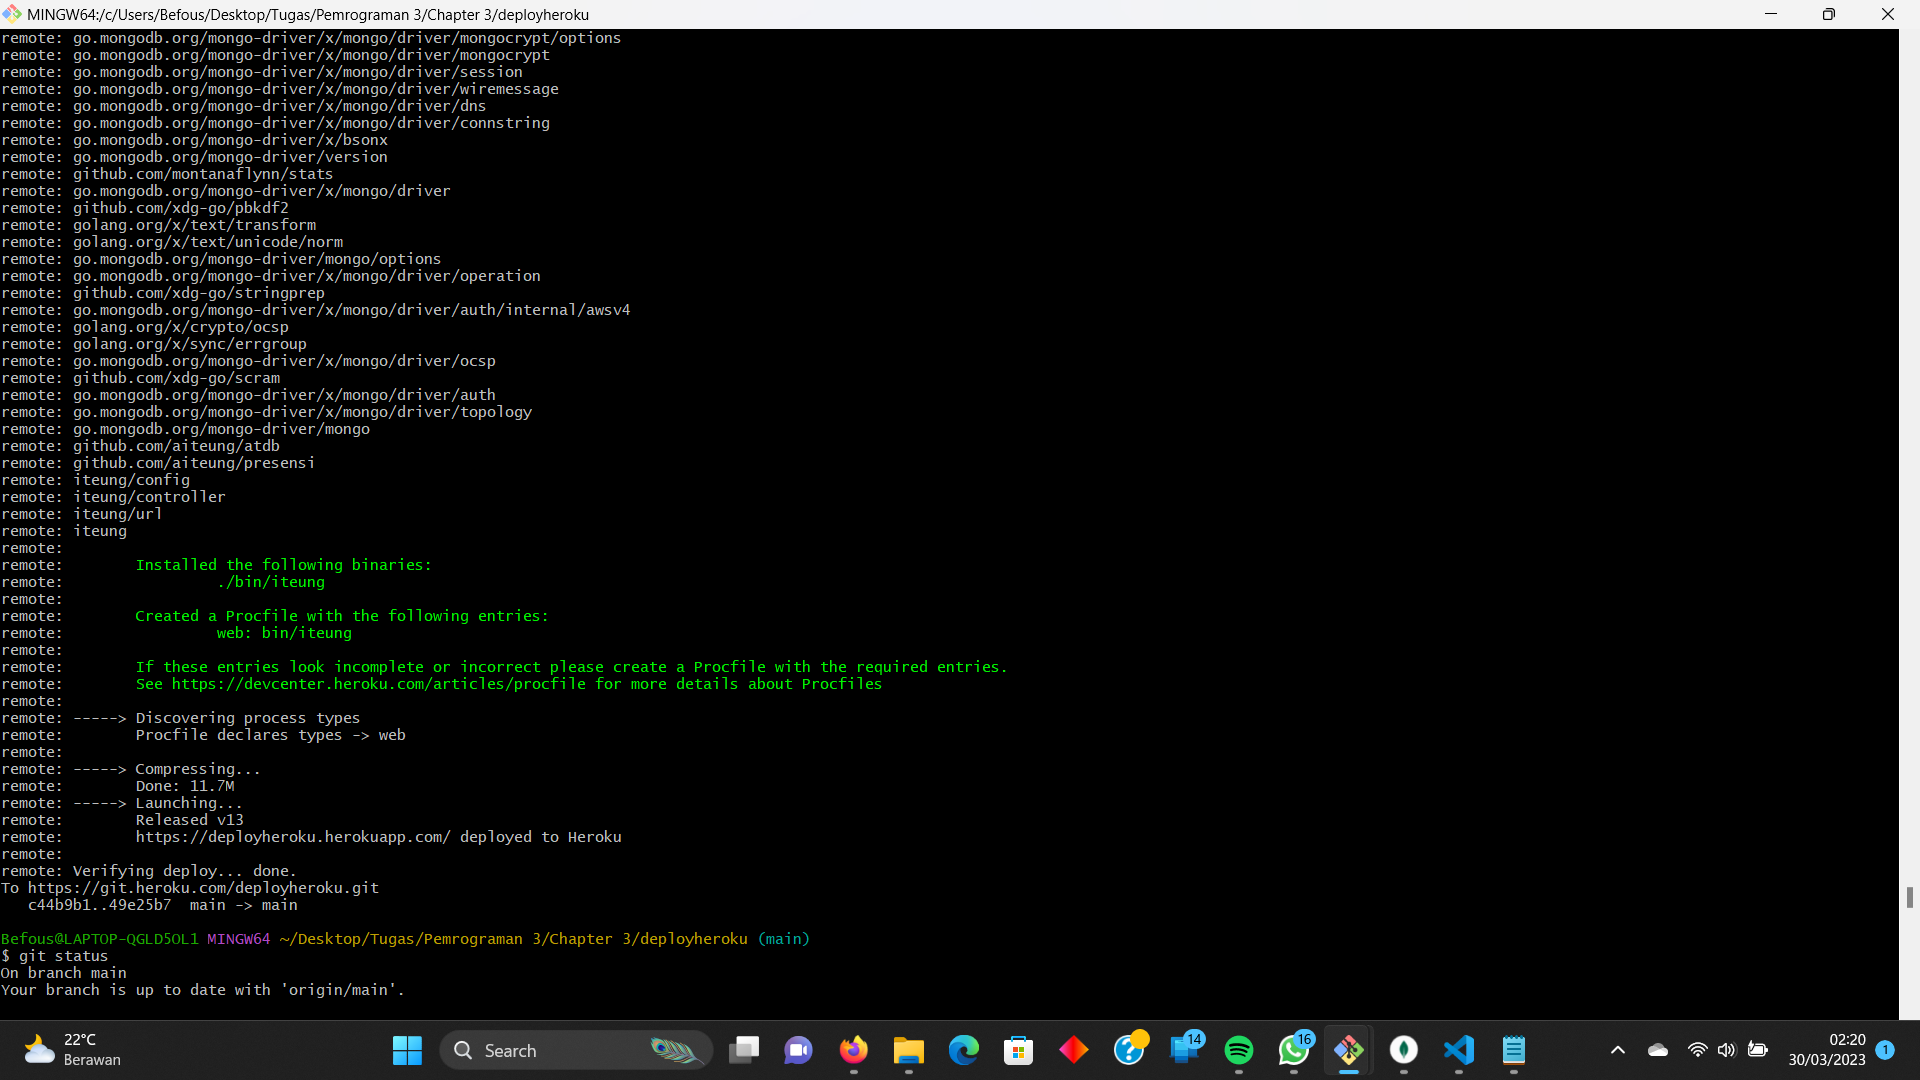 MINGW64:/c/Users/Befous/Desktop/Tugas/Pemrograman 3/Chapter 3/deployheroku
remote: go.mongodb.org/mongo-driver/x/mongo/driver/mongocrypt/options
remote: go.mongodb.org/mongo-driver/x/mongo/driver/mongocrypt
remote: go.mongodb.org/mongo-driver/x/mongo/driver/session
remote: go.mongodb.org/mongo-driver/x/mongo/driver/wiremessage
remote: go.mongodb.org/mongo-driver/x/mongo/driver/dns
remote: go.mongodb.org/mongo-driver/x/mongo/driver/connstring
remote: go.mongodb.org/mongo-driver/x/bsonx
remote: go.mongodb.org/mongo-driver/version
remote: github.com/montanaflynn/stats
remote: go.mongodb.org/mongo-driver/x/mongo/driver
remote: github.com/xdg-go/pbkdf2
remote: golang.org/x/text/transform
remote: golang.org/x/text/unicode/norm
remote: go.mongodb.org/mongo-driver/mongo/options
remote: go.mongodb.org/mongo-driver/x/mongo/driver/operation
remote: github.com/xdg-go/stringprep
remote: go.mongodb.org/mongo-driver/x/mongo/driver/auth/internal/awsv4
remote: golang.org/x/crypto/ocsp
remote: golang.org/x/sync/errgroup
remote: go.mongodb.org/mongo-driver/x/mongo/driver/ocsp
remote: github.com/xdg-go/scram
remote: go.mongodb.org/mongo-driver/x/mongo/driver/auth
remote: go.mongodb.org/mongo-driver/x/mongo/driver/topology
remote: go.mongodb.org/mongo-driver/mongo
remote: github.com/aiteung/atdb
remote: github.com/aiteung/presensi
remote: iteung/config
remote: iteung/controller
remote: iteung/url
remote: iteung
remote:
remote:        Installed the following binaries:
remote:                 ./bin/iteung
remote:
remote:        Created a Procfile with the following entries:
remote:                 web: bin/iteung
remote:
remote:        If these entries look incomplete or incorrect please create a Procfile with the required entries.
remote:        See https://devcenter.heroku.com/articles/procfile for more details about Procfiles
remote:
remote: -----> Discovering process types
remote:        Procfile declares types -> web
remote:
remote: -----> Compressing...
remote:        Done: 11.7M
remote: -----> Launching...
remote:        Released v13
remote:        https://deployheroku.herokuapp.com/ deployed to Heroku
remote:
remote: Verifying deploy... done.
To https://git.heroku.com/deployheroku.git
   c44b9b1..49e25b7  main -> main
Befous@LAPTOP-QGLD5OL1 MINGW64 ~/Desktop/Tugas/Pemrograman 3/Chapter 3/deployheroku (main)
$ git status
On branch main
Your branch is up to date with 'origin/main'.
22°C
Berawan
Search
14
16
02:20
30/03/2023
1